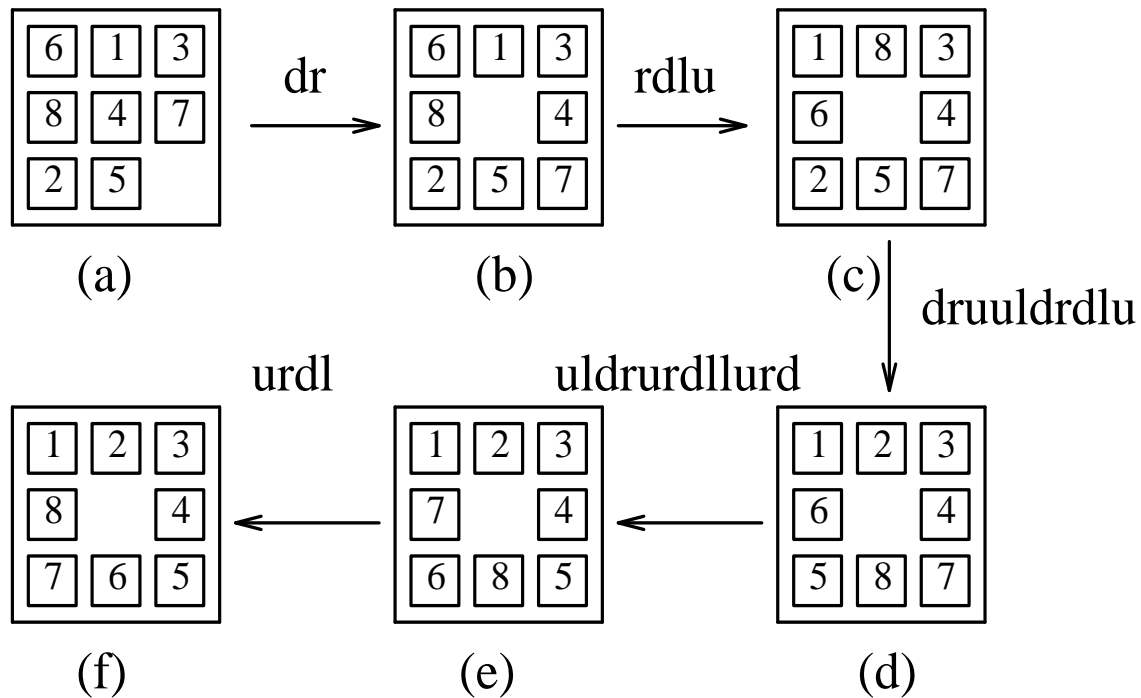 6 1 3 6 1 3 1 8 3
dr rdlu
8 4 7 8 4 6 4
2 5 2 5 7 2 5 7
(a) (b) (c)
druuldrdlu
urdl uldrurdllurd
1 2 3 1 2 3 1 2 3
8 4 7 4 6 4
7 6 5 6 8 5 5 8 7
(f) (e) (d)